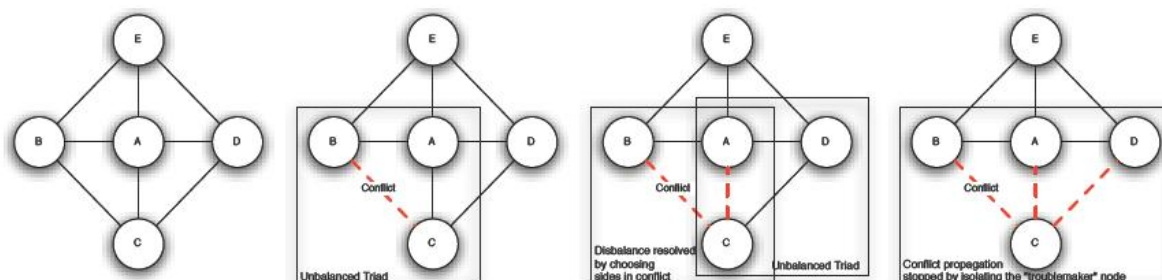 E
B
A
D
C
E
B
A
D
Conflict
C
Unbalanced Triad
E
B
A
D
Conflict
C
Disbalance resolved
by choosing
sides in conflict
Unbalanced Triad
E
B
A
D
Conflict
C
Conflict propagation
stopped by isolating the "troublemaker" node